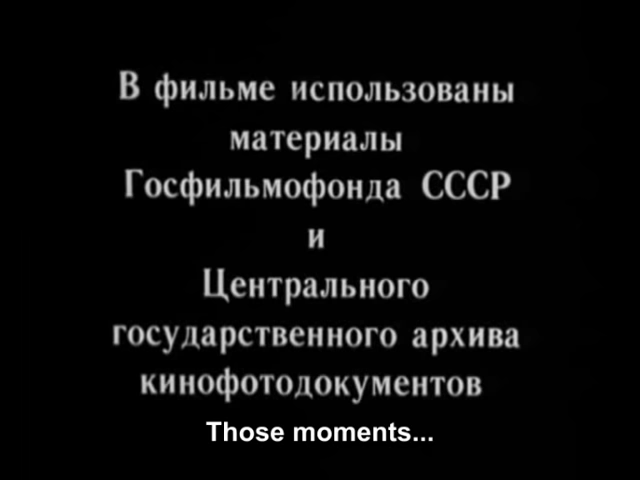 В фильме использованы
материалы
Госфильмофонда СССР
и
Центрального
государственного архива
кинофотодокументов
Those moments...